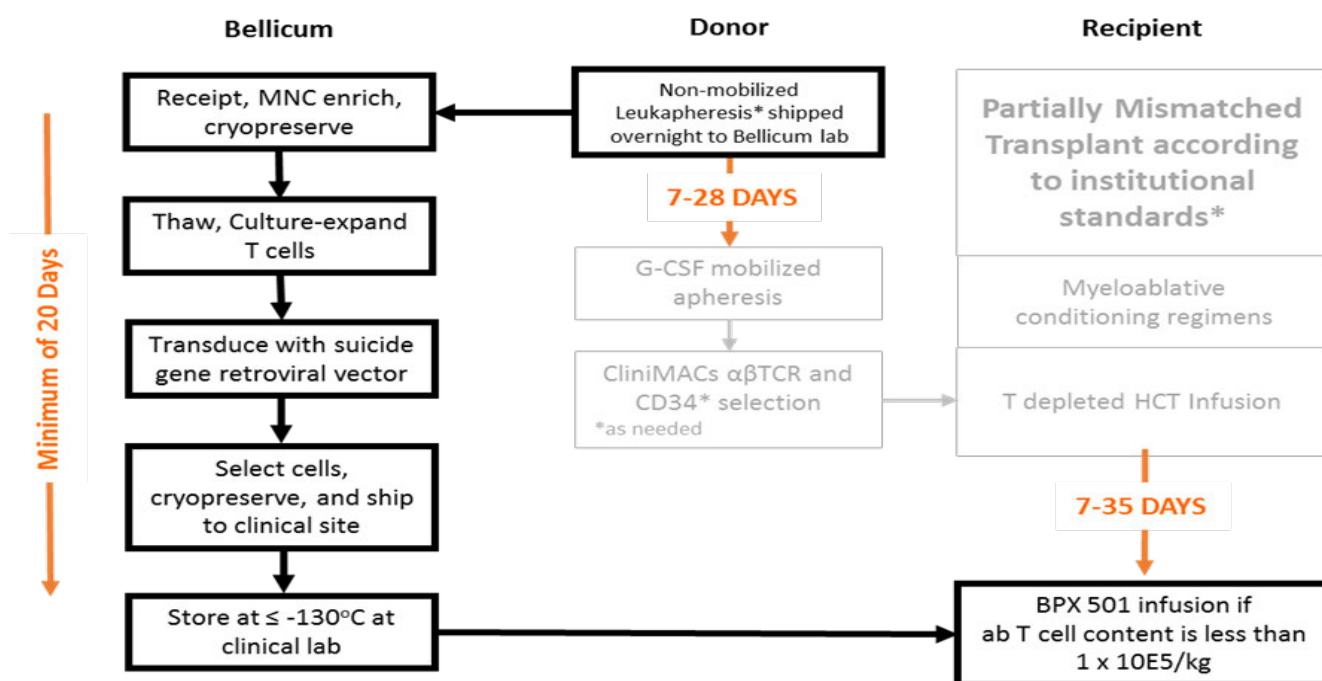 Bellicum
Donor
Recipient
Minimum of 20 Days
Receipt, MNC enrich,
cryopreserve
Thaw, Culture-expand
T cells
Transduce with suicide
gene retroviral vector
Select cells,
cryopreserve, and ship
to clinical site
Store at ≤ -130°C at
clinical lab
Non-mobilized
Leukapheresis* shipped
overnight to Bellicum lab
7-28 DAYS
G-CSF mobilized
apheresis
CliniMACs αβTCR and
CD34* selection
*as needed
Partially Mismatched
Transplant according
to institutional
standards*
Myeloablative
conditioning regimens
T depleted HCT Infusion
7-35 DAYS
BPX 501 infusion if
ab T cell content is less than
1 x 10E5/kg